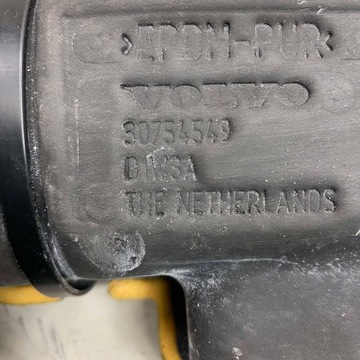 >EPDM-PUR<
VOLVO
30754549
THE NETHERLANDS